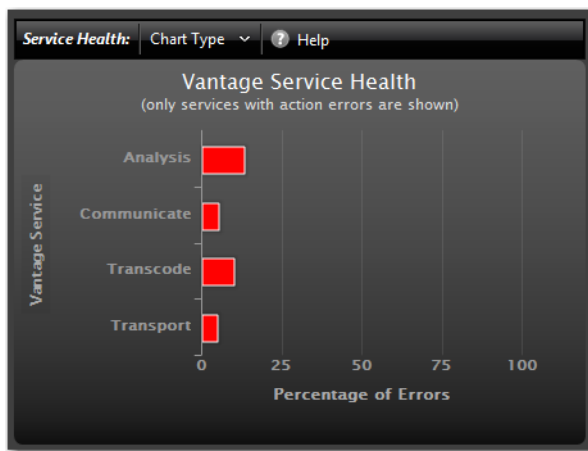 Service Health: Chart Type ? Help
Vantage Service Health
(only services with action errors are shown)
Vantage Service
Analysis
Communicate
Transcode
Transport
0 25 50 75 100
Percentage of Errors